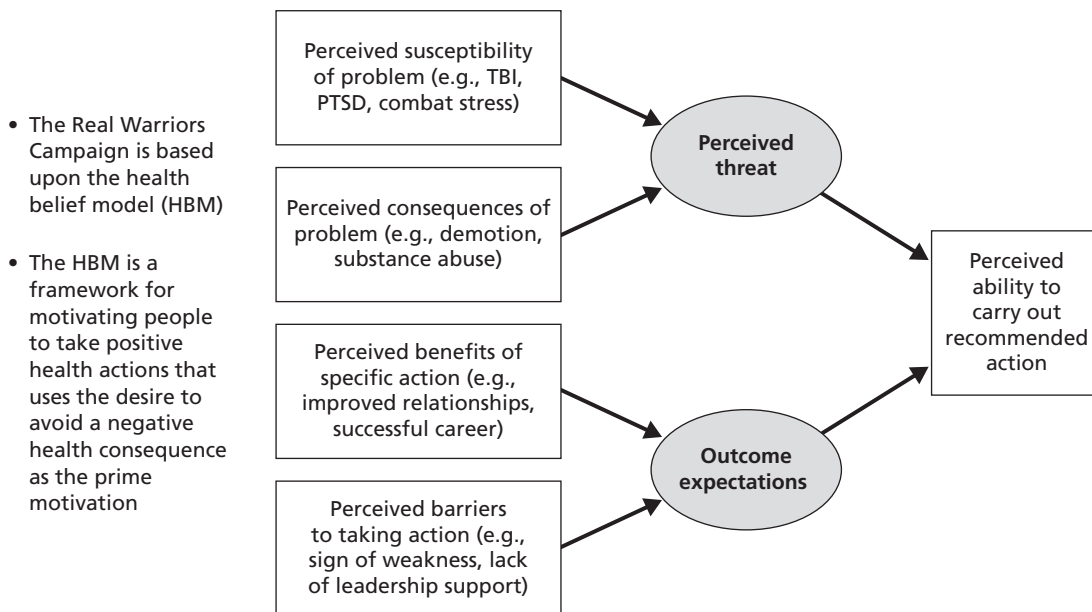 • The Real Warriors
Campaign is based
upon the health
belief model (HBM)
• The HBM is a
framework for
motivating people
to take positive
health actions that
uses the desire to
avoid a negative
health consequence
as the prime
motivation
Perceived susceptibility
of problem (e.g., TBI,
PTSD, combat stress)
Perceived consequences of
problem (e.g., demotion,
substance abuse)
Perceived benefits of
specific action (e.g.,
improved relationships,
successful career)
Perceived barriers
to taking action (e.g.,
sign of weakness, lack
of leadership support)
Perceived
threat
Outcome
expectations
Perceived
ability to
carry out
recommended
action